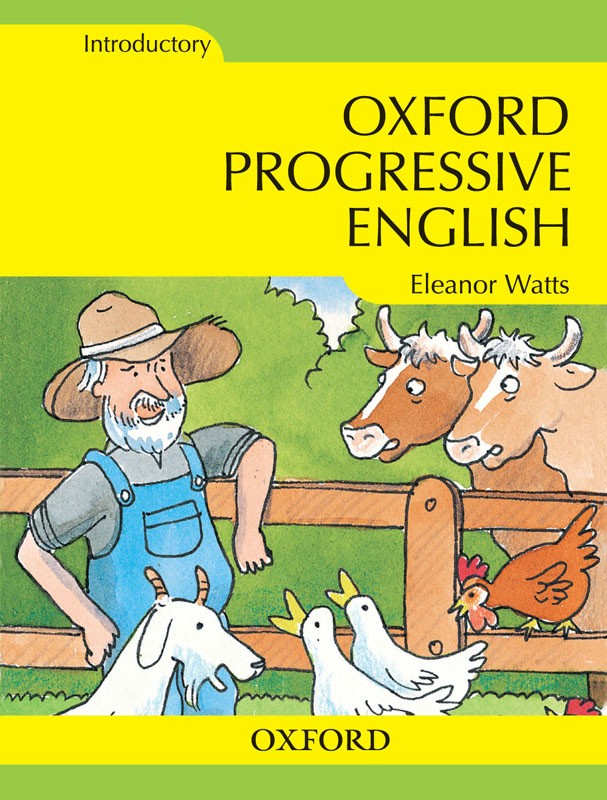 Introductory
OXFORD
PROGRESSIVE
ENGLISH
Eleanor Watts
OXFORD